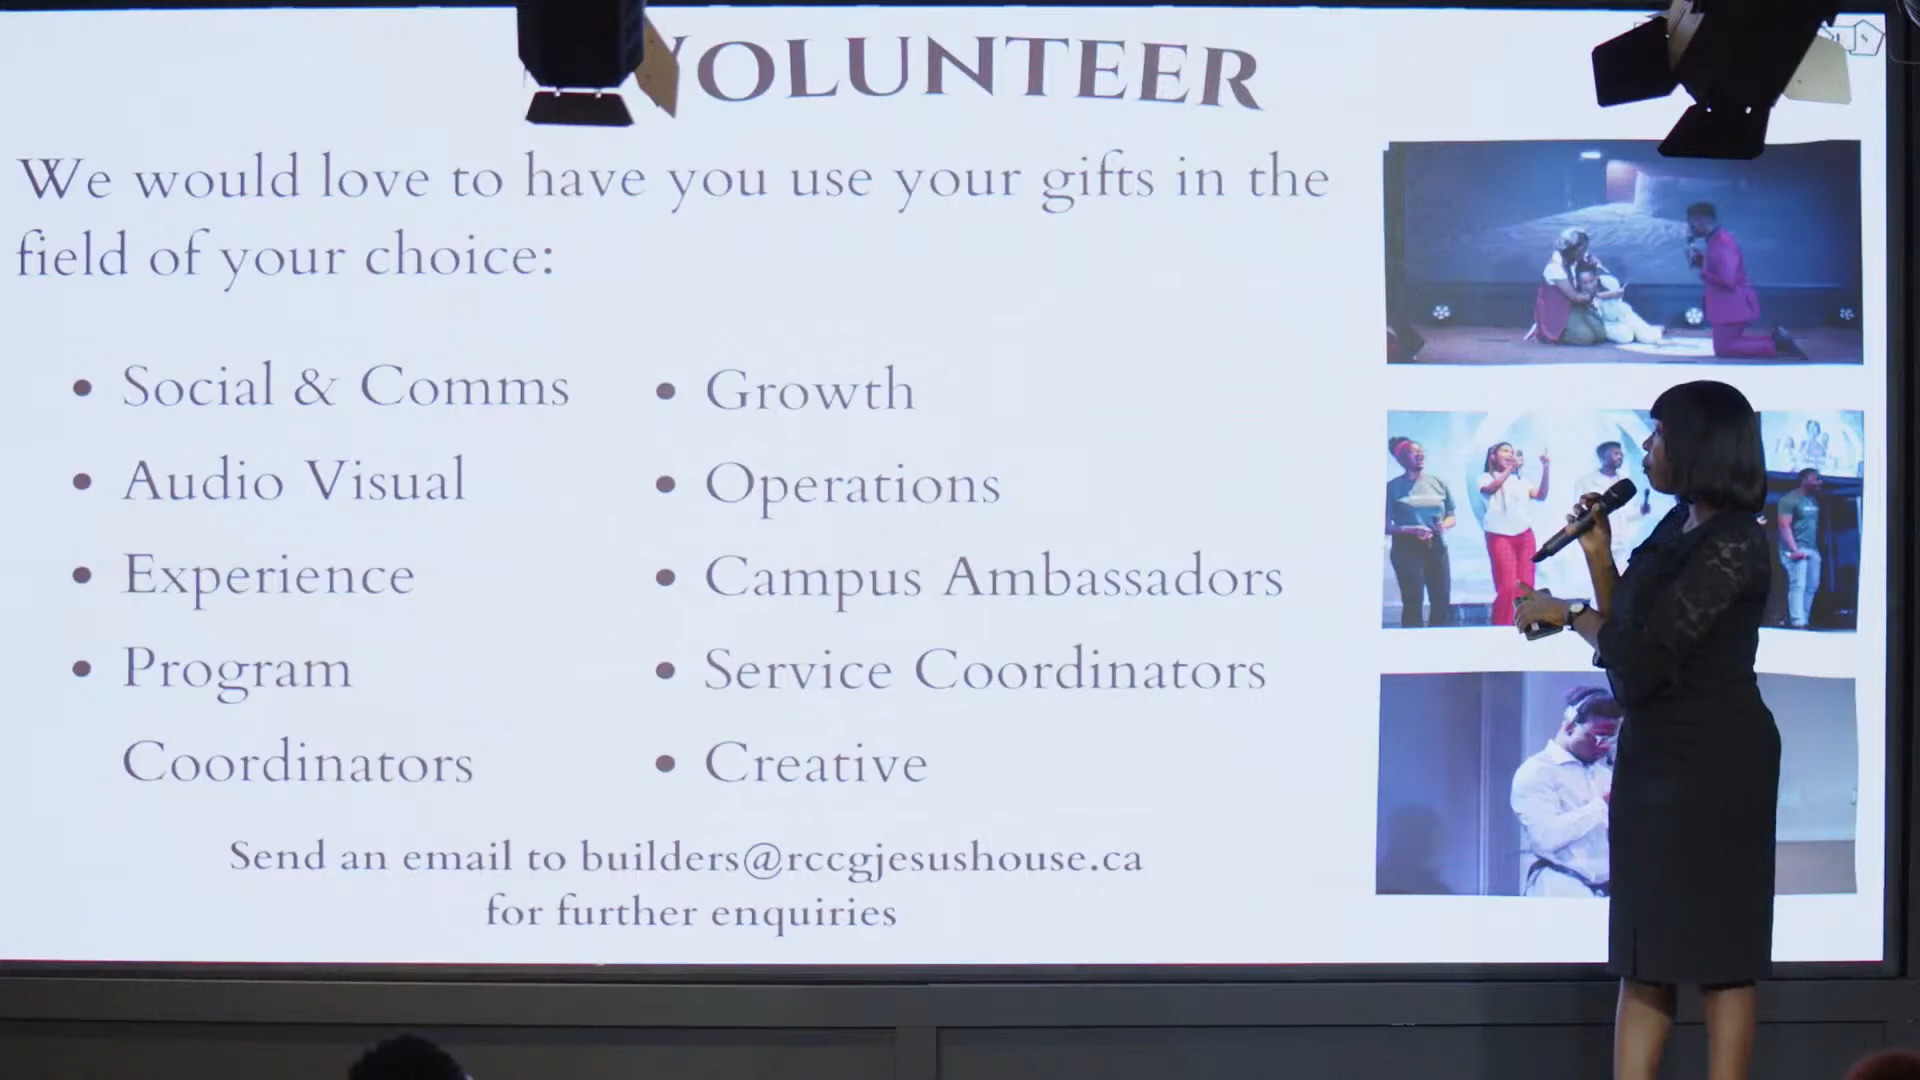 VOLUNTEER
We would love to have you use your gifts in the
field of your choice:
• Social & Comms
• Audio Visual
• Experience
• Program
Coordinators
• Growth
• Operations
• Campus Ambassadors
• Service Coordinators
• Creative
Send an email to builders@rccgjesushouse.ca
for further enquiries